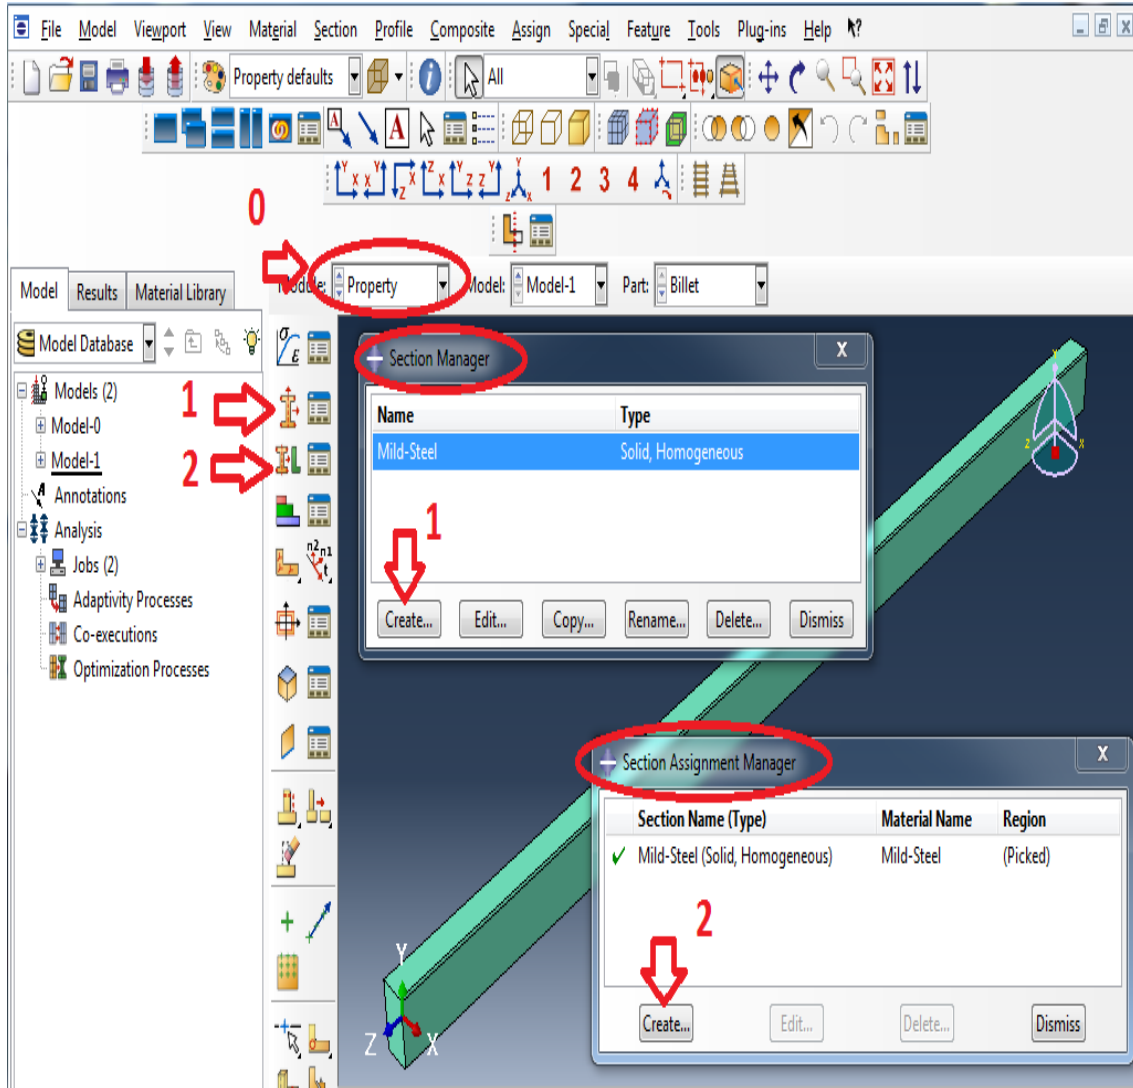 File Model Viewport View Material Section Profile Composite Assign Special Feature Tools Plug-ins Help
Property defaults All
A A
Y X X Y Z X Z X Y Z Z Y Y Z X 1 2 3 4
0
Model Results Material Library
Module: Property Model: Model-1 Part: Billet
Model Database
Models (2)
Model-0
Model-1
Annotations
Analysis
Jobs (2)
Adaptivity Processes
Co-executions
Optimization Processes
1
2
σ ε
n2 n1 t
Section Manager X
Name Type
Mild-Steel Solid, Homogeneous
1
Create... Edit... Copy... Rename... Delete... Dismiss
Y
Z X
Section Assignment Manager X
Section Name (Type) Material Name Region
Mild-Steel (Solid, Homogeneous) Mild-Steel (Picked)
2
Create... Edit... Delete... Dismiss
Y
Z X